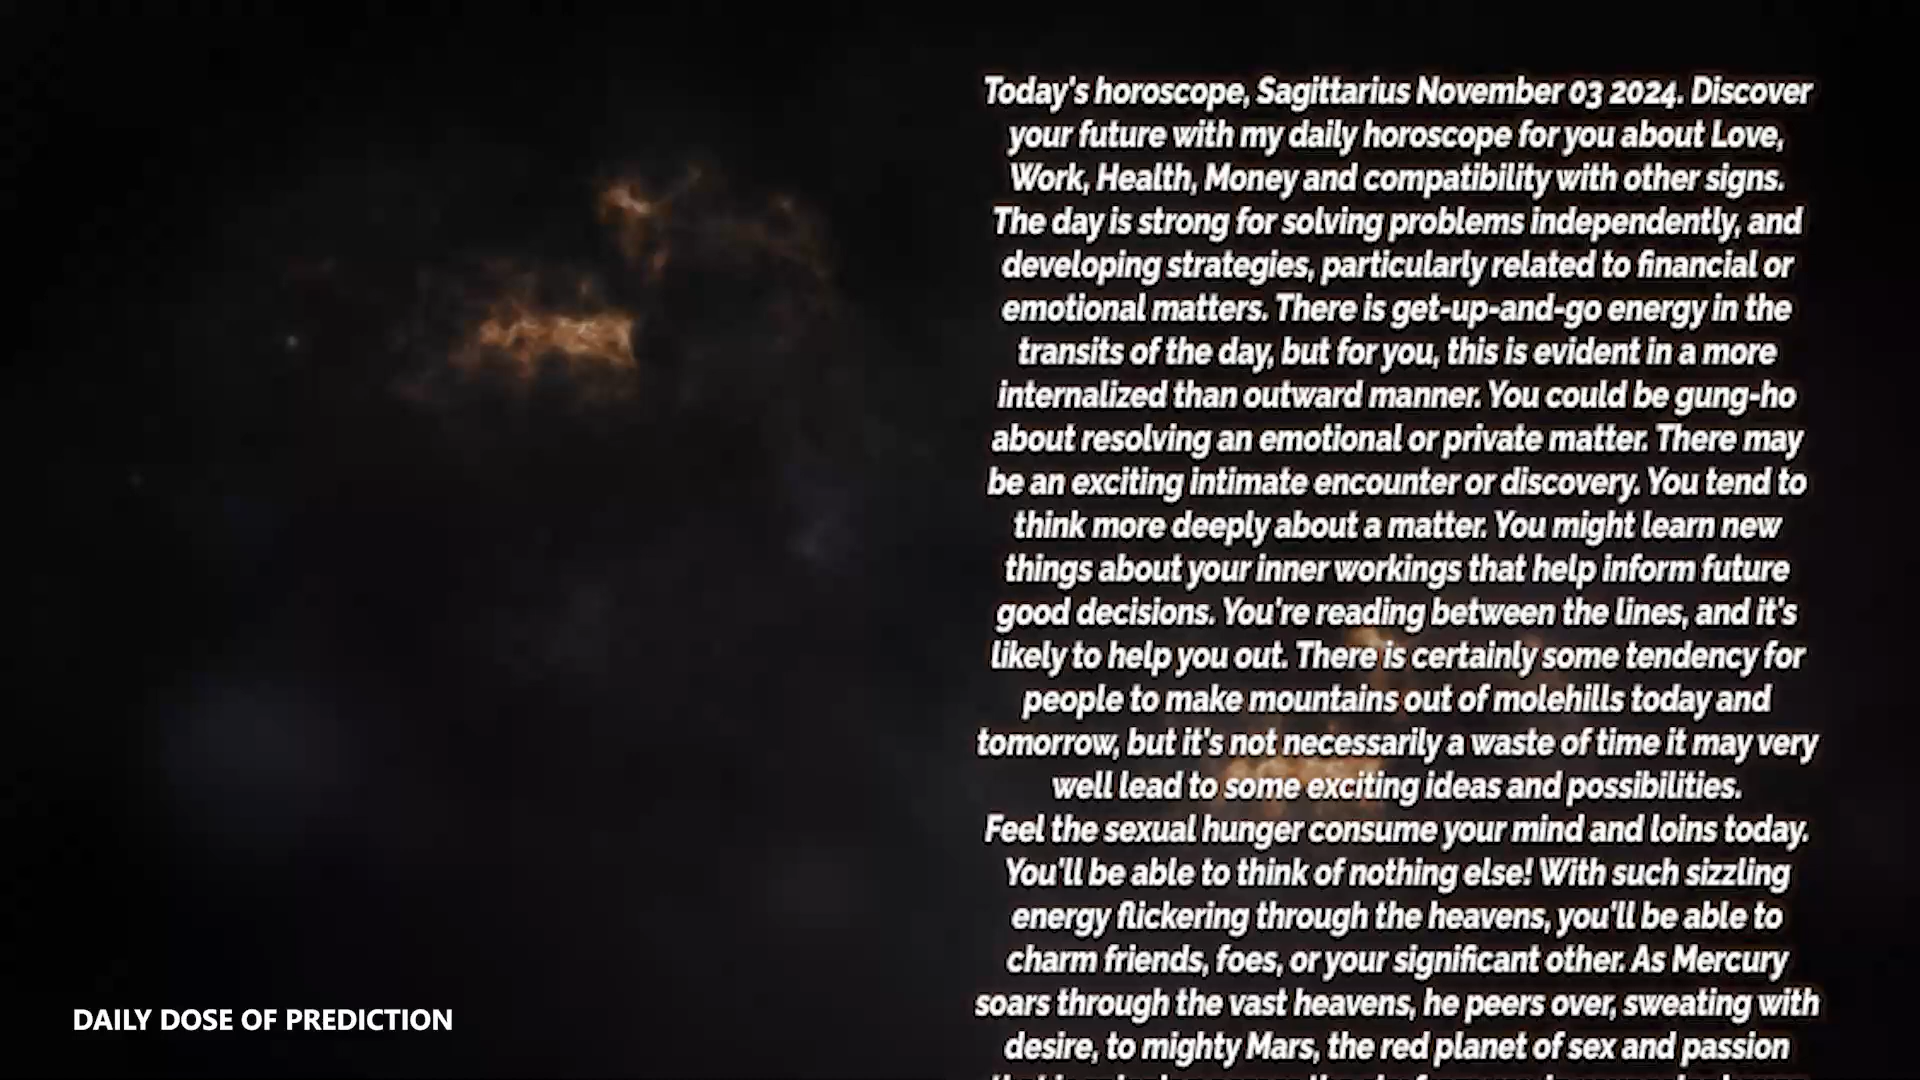 Today's horoscope, Sagittarius November 03 2024. Discover
your future with my daily horoscope for you about Love,
Work, Health, Money and compatibility with other signs.
The day is strong for solving problems independently, and
developing strategies, particularly related to financial or
emotional matters. There is get-up-and-go energy in the
transits of the day, but for you, this is evident in a more
internalized than outward manner. You could be gung-ho
about resolving an emotional or private matter. There may
be an exciting intimate encounter or discovery. You tend to
think more deeply about a matter. You might learn new
things about your inner workings that help inform future
good decisions. You're reading between the lines, and it's
likely to help you out. There is certainly some tendency for
people to make mountains out of molehills today and
tomorrow, but it's not necessarily a waste of time it may very
well lead to some exciting ideas and possibilities.
Feel the sexual hunger consume your mind and loins today.
You'll be able to think of nothing else! With such sizzling
energy flickering through the heavens, you'll be able to
charm friends, foes, or your significant other. As Mercury
soars through the vast heavens, he peers over, sweating with
desire, to mighty Mars, the red planet of sex and passion
DAILY DOSE OF PREDICTION